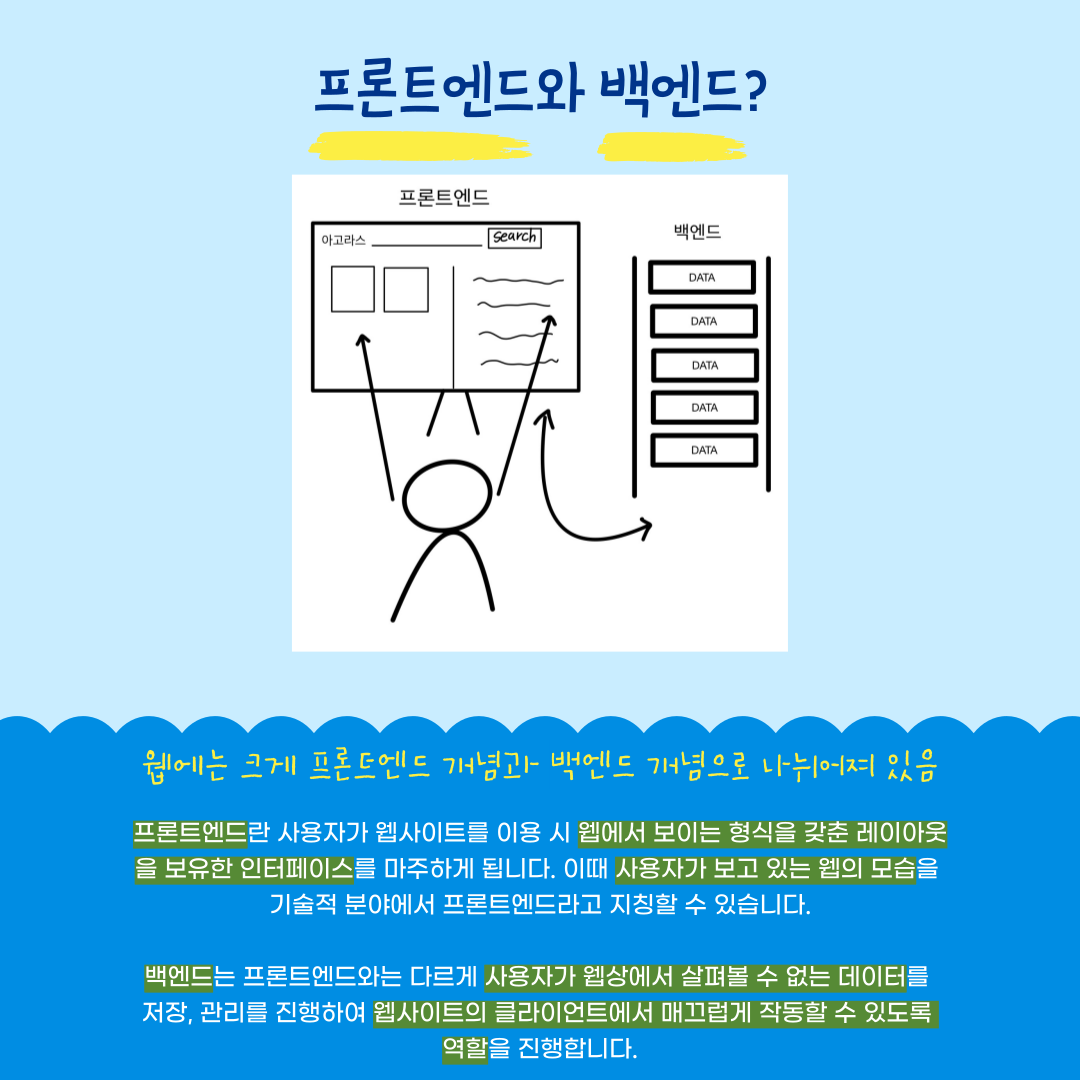 프론트엔드와 백엔드?
프론트엔드
아고라스
search
백엔드
DATA
DATA
DATA
DATA
DATA
웹에는 크게 프론트엔드 개념과 백엔드 개념으로 나뉘어져 있음
프론트엔드란 사용자가 웹사이트를 이용 시 웹에서 보이는 형식을 갖춘 레이아웃
을 보유한 인터페이스를 마주하게 됩니다. 이때 사용자가 보고 있는 웹의 모습을
기술적 분야에서 프론트엔드라고 지칭할 수 있습니다.
백엔드는 프론트엔드와는 다르게 사용자가 웹상에서 살펴볼 수 없는 데이터를
저장, 관리를 진행하여 웹사이트의 클라이언트에서 매끄럽게 작동할 수 있도록
역할을 진행합니다.